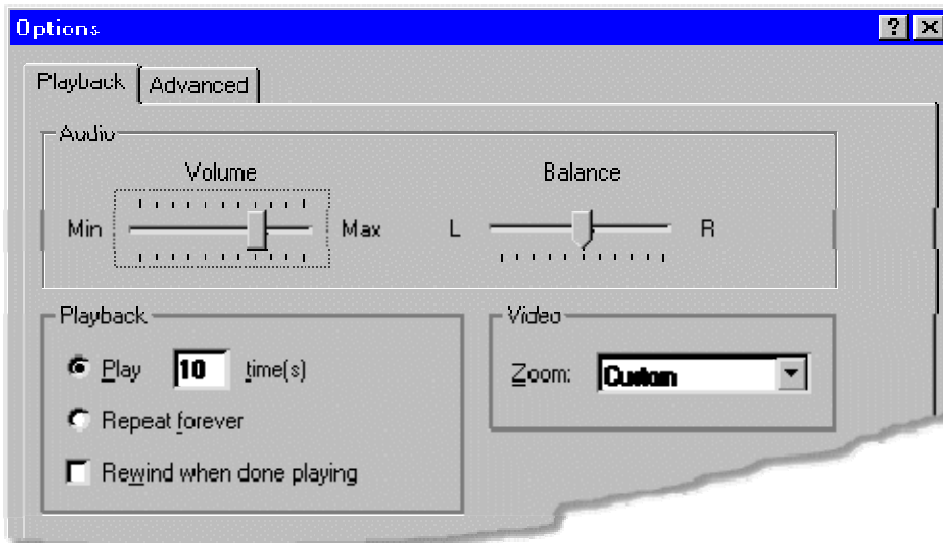 Options
Playback Advanced
Audio
Volume Balance
Min Max L R
Playback Video
Play 10 time(s) Zoom: Custom
Repeat forever
Rewind when done playing